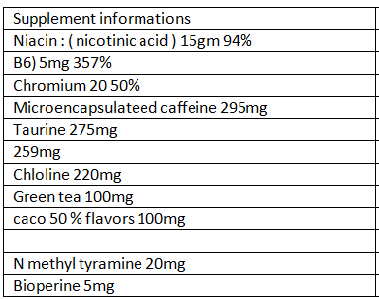 Supplement informations
Niacin : ( nicotinic acid ) 15gm 94%
B6) 5mg 357%
Chromium 20 50%
Microencapsulateed caffeine 295mg
Taurine 275mg
259mg
Chloline 220mg
Green tea 100mg
caco 50 % flavors 100mg
N methyl tyramine 20mg
Bioperine 5mg